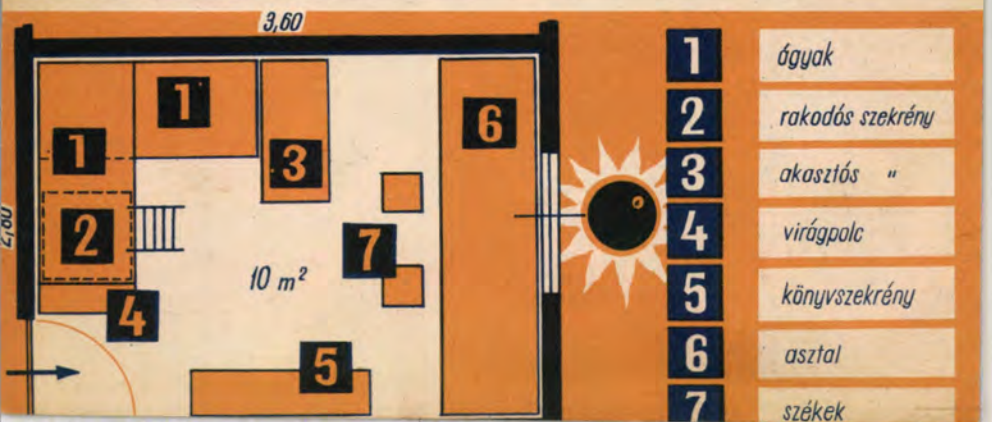 3,60
1
1
2
3
4
5
6
7
2,80
10 m²
1 ágyak
2 rakodós szekrény
3 akasztós "
4 virágpolc
5 könyvszekrény
6 asztal
7 székek